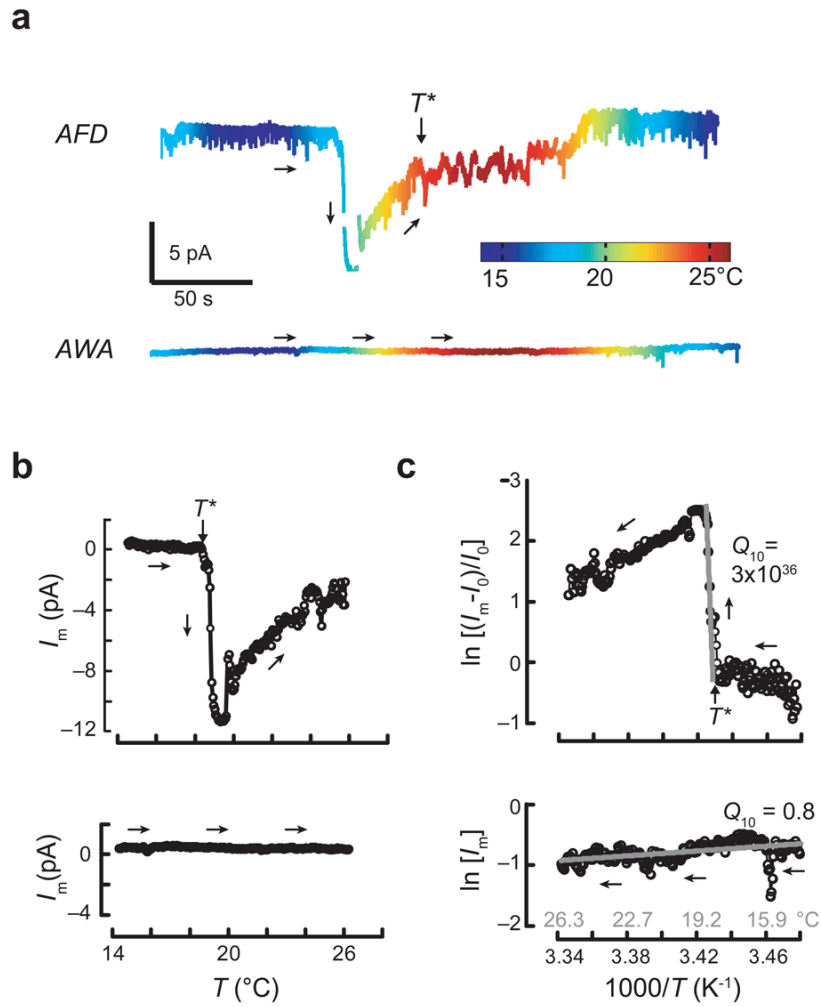 a
T*
AFD
5 pA
50 s
15 20 25°C
AWA
b
T*
0
–4
–8
–12
Im (pA)
0
–4
Im(pA)
14 20 26
T (°C)
c
–3
2
1
0
–1
ln [(Im-I0)/I0]
Q10 =
3x10^36
T*
0
–1
–2
ln [Im]
Q10 = 0.8
26.3 22.7 19.2 15.9 °C
3.34 3.38 3.42 3.46
1000/T (K-1)